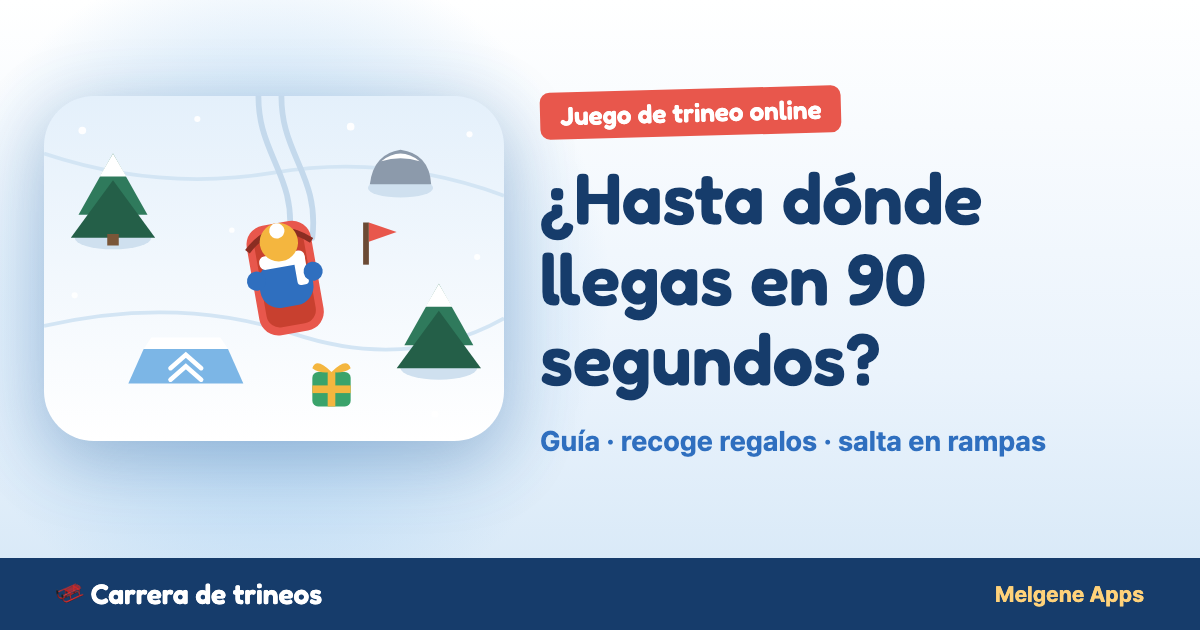 Juego de trineo online
¿Hasta dónde
llegas en 90
segundos?
Guía · recoge regalos · salta en rampas
Carrera de trineos
Melgene Apps